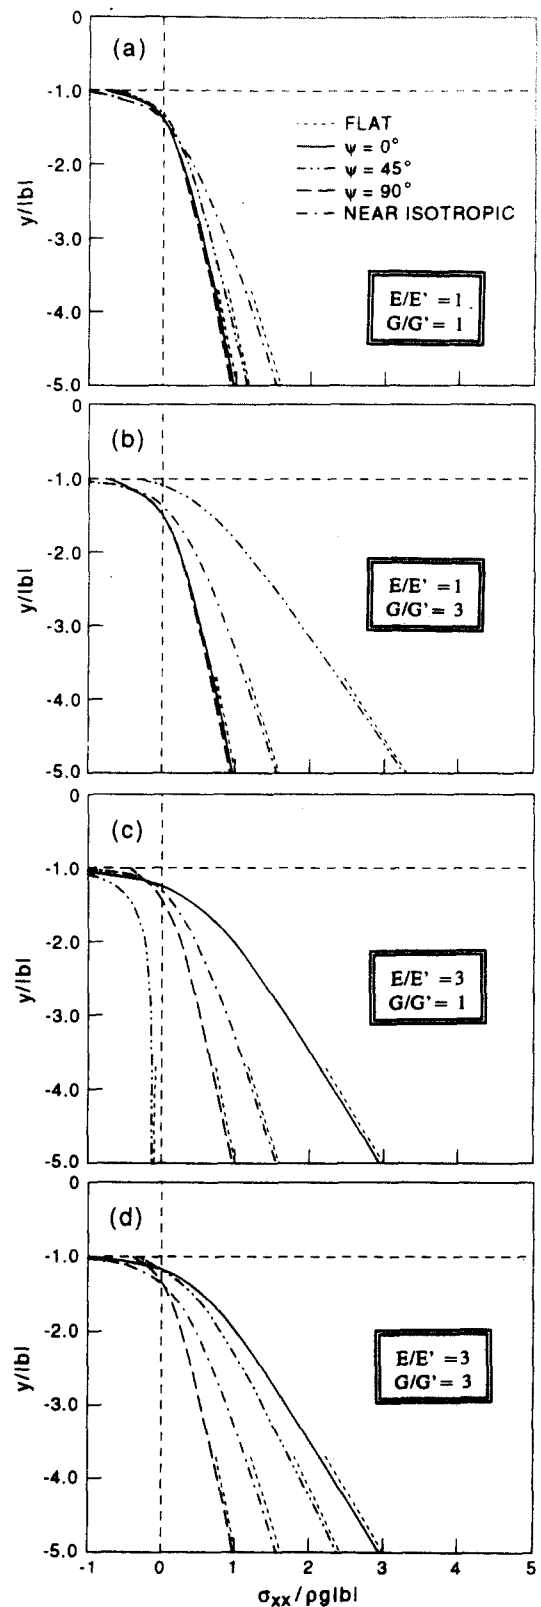 (a)
0
-1.0
-2.0
-3.0
-4.0
-5.0
y/|b|
FLAT
ψ = 0°
ψ = 45°
ψ = 90°
NEAR ISOTROPIC
E/E' = 1
G/G' = 1
(b)
0
-1.0
-2.0
-3.0
-4.0
-5.0
y/|b|
E/E' = 1
G/G' = 3
(c)
0
-1.0
-2.0
-3.0
-4.0
-5.0
y/|b|
E/E' = 3
G/G' = 1
(d)
0
-1.0
-2.0
-3.0
-4.0
-5.0
y/|b|
E/E' = 3
G/G' = 3
-1 0 1 2 3 4 5
σxx / ρg|b|